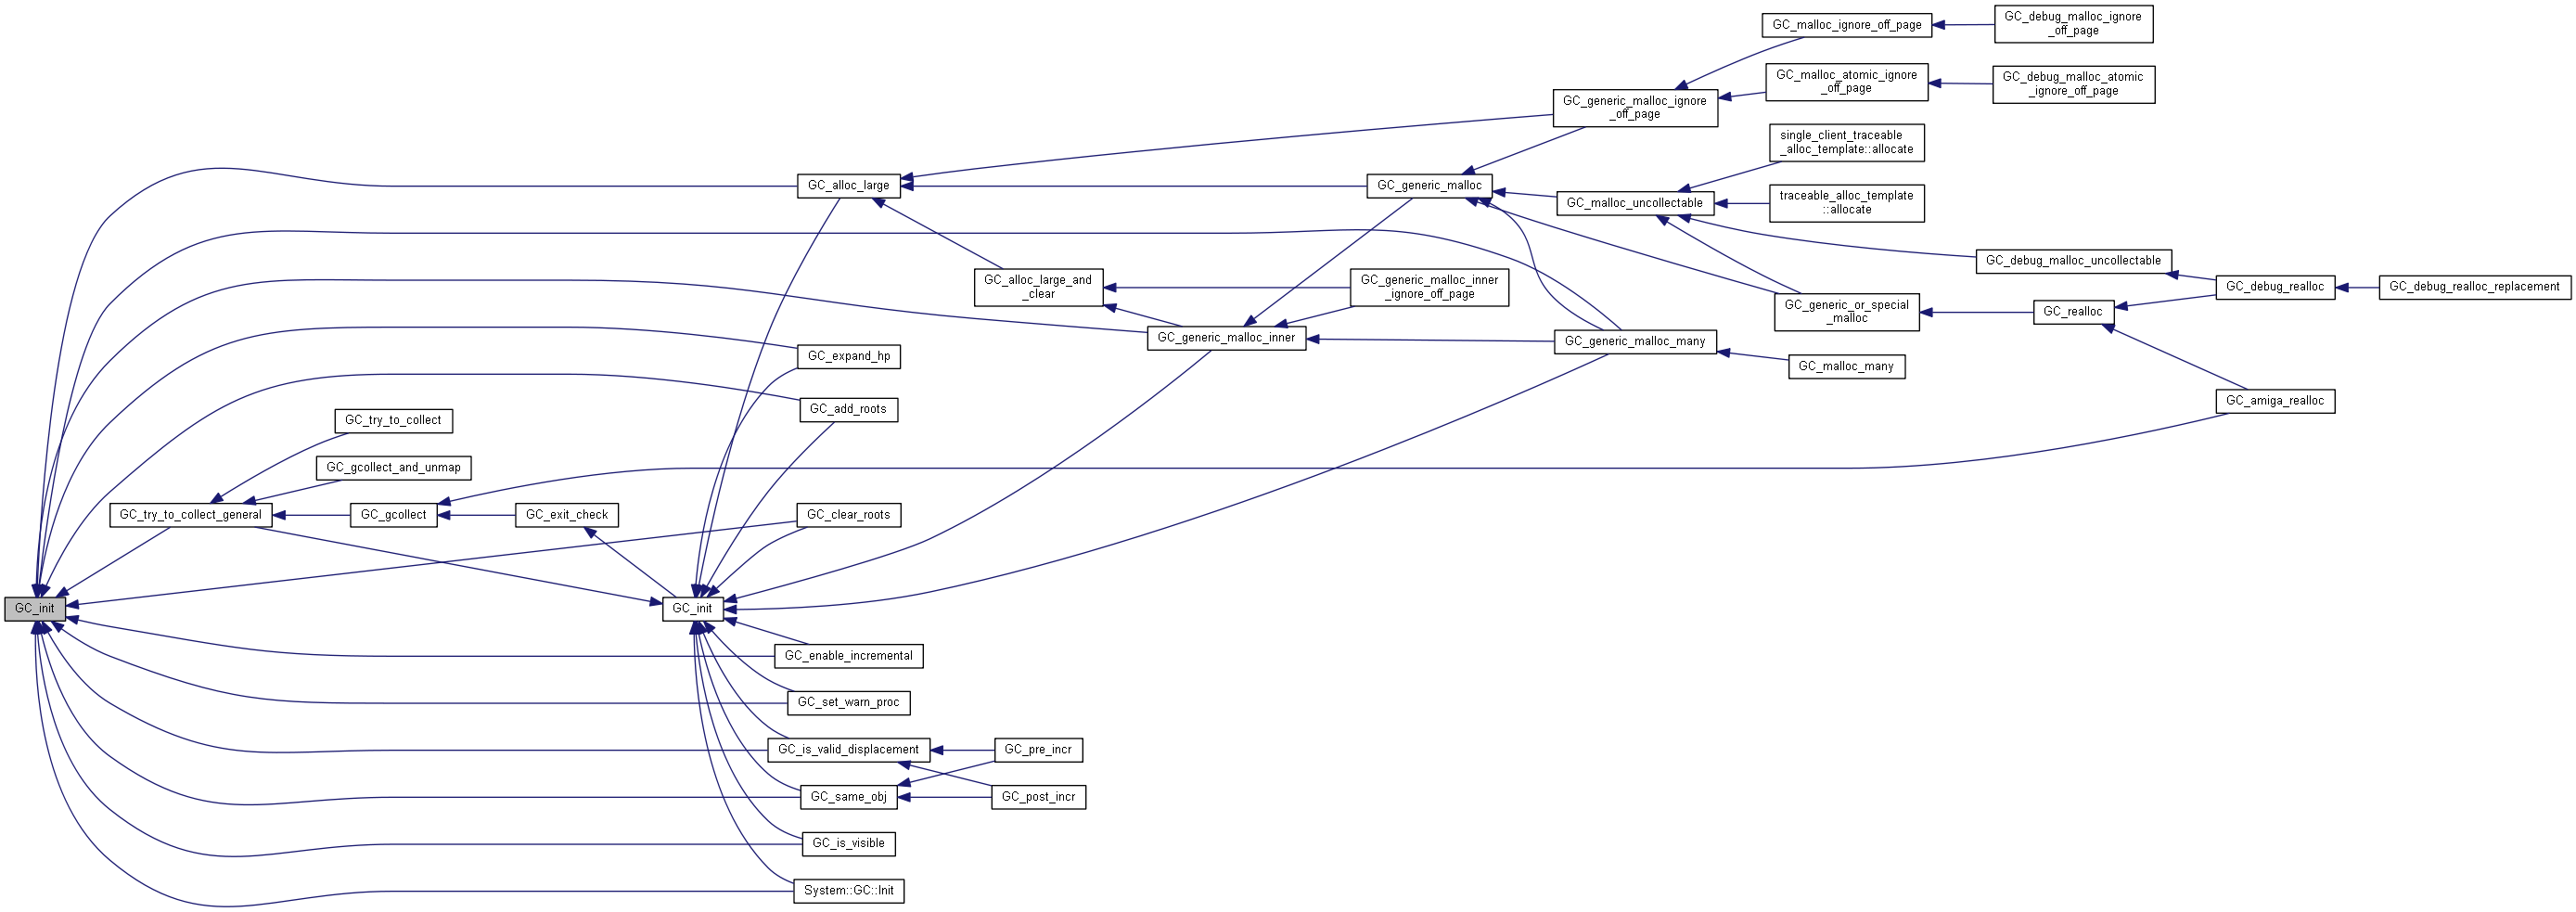 GC_malloc_ignore_off_page
GC_debug_malloc_ignore
_off_page
GC_malloc_atomic_ignore
_off_page
GC_debug_malloc_atomic
_ignore_off_page
GC_generic_malloc_ignore
_off_page
single_client_traceable
_alloc_template::allocate
GC_alloc_large
GC_generic_malloc
GC_malloc_uncollectable
traceable_alloc_template
::allocate
GC_debug_malloc_uncollectable
GC_alloc_large_and
_clear
GC_generic_malloc_inner
_ignore_off_page
GC_debug_realloc
GC_debug_realloc_replacement
GC_generic_or_special
_malloc
GC_realloc
GC_generic_malloc_inner
GC_generic_malloc_many
GC_expand_hp
GC_malloc_many
GC_amiga_realloc
GC_add_roots
GC_try_to_collect
GC_gcollect_and_unmap
GC_try_to_collect_general
GC_gcollect
GC_exit_check
GC_clear_roots
GC_init
GC_init
GC_enable_incremental
GC_set_warn_proc
GC_is_valid_displacement
GC_pre_incr
GC_same_obj
GC_post_incr
GC_is_visible
System::GC::Init